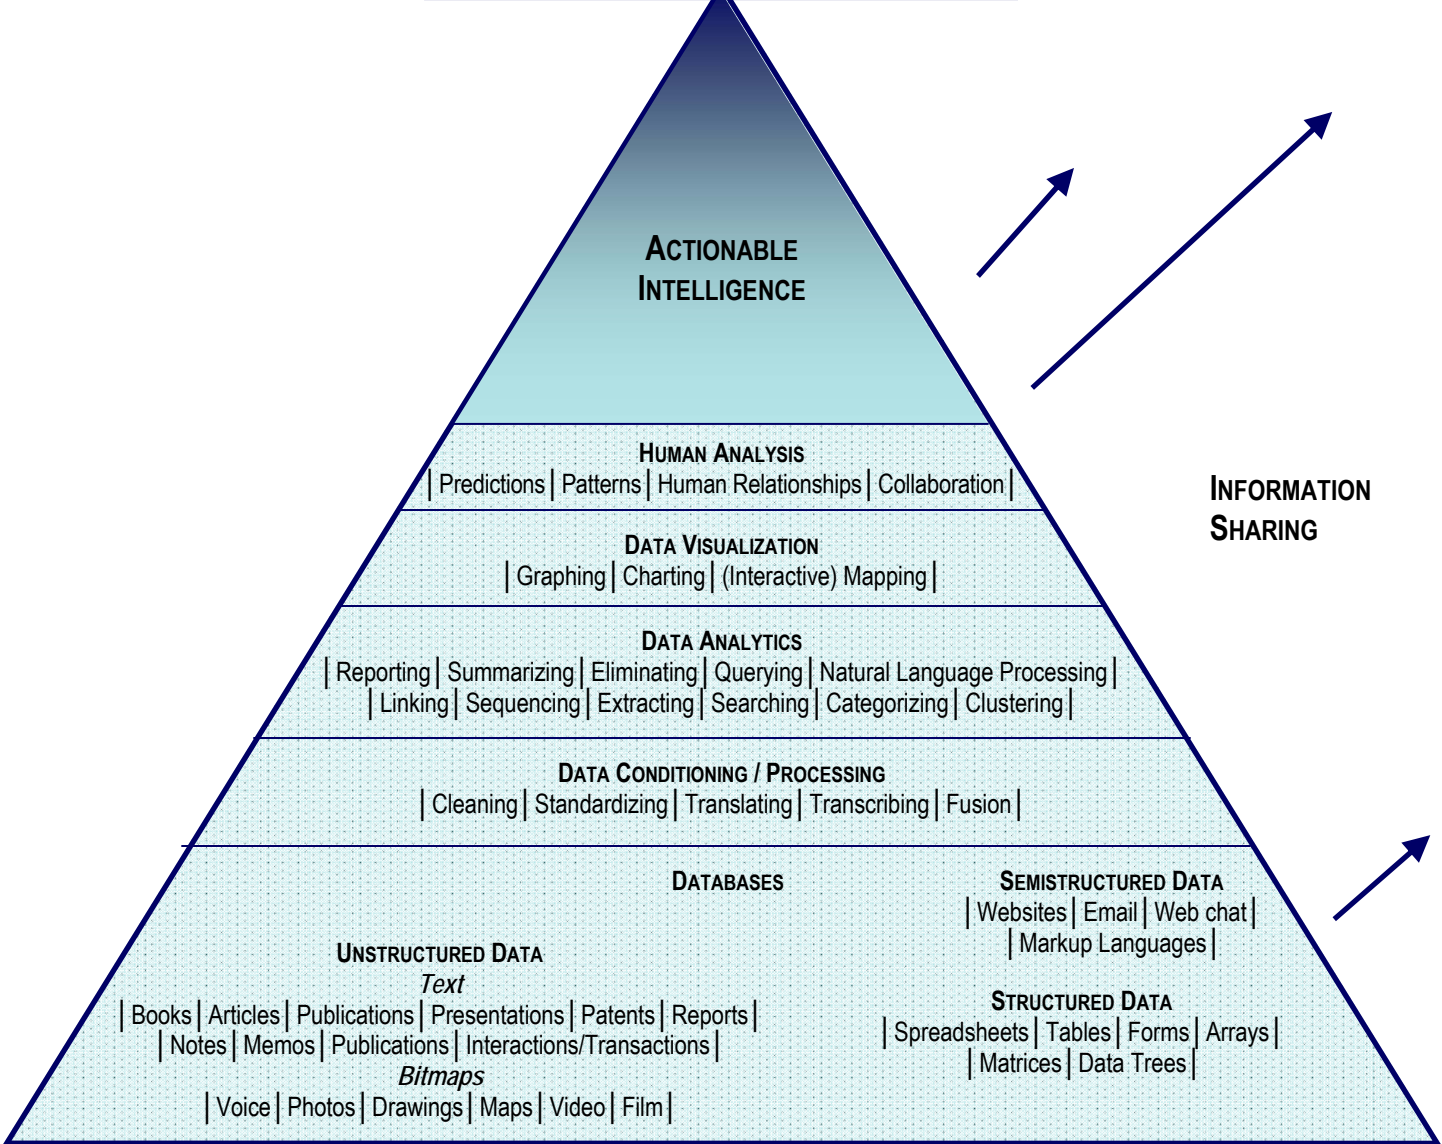 ACTIONABLE
INTELLIGENCE
HUMAN ANALYSIS
|Predictions|Patterns|Human Relationships|Collaboration|
INFORMATION
SHARING
DATA VISUALIZATION
|Graphing|Charting|(Interactive) Mapping|
DATA ANALYTICS
|Reporting|Summarizing|Eliminating|Querying|Natural Language Processing|
|Linking|Sequencing|Extracting|Searching|Categorizing|Clustering|
DATA CONDITIONING / PROCESSING
|Cleaning|Standardizing|Translating|Transcribing|Fusion|
DATABASES
UNSTRUCTURED DATA
Text
|Books|Articles|Publications|Presentations|Patents|Reports|
|Notes|Memos|Publications|Interactions/Transactions|
Bitmaps
|Voice|Photos|Drawings|Maps|Video|Film|
SEMISTRUCTURED DATA
|Websites|Email|Web chat|
|Markup Languages|
STRUCTURED DATA
|Spreadsheets|Tables|Forms|Arrays|
|Matrices|Data Trees|